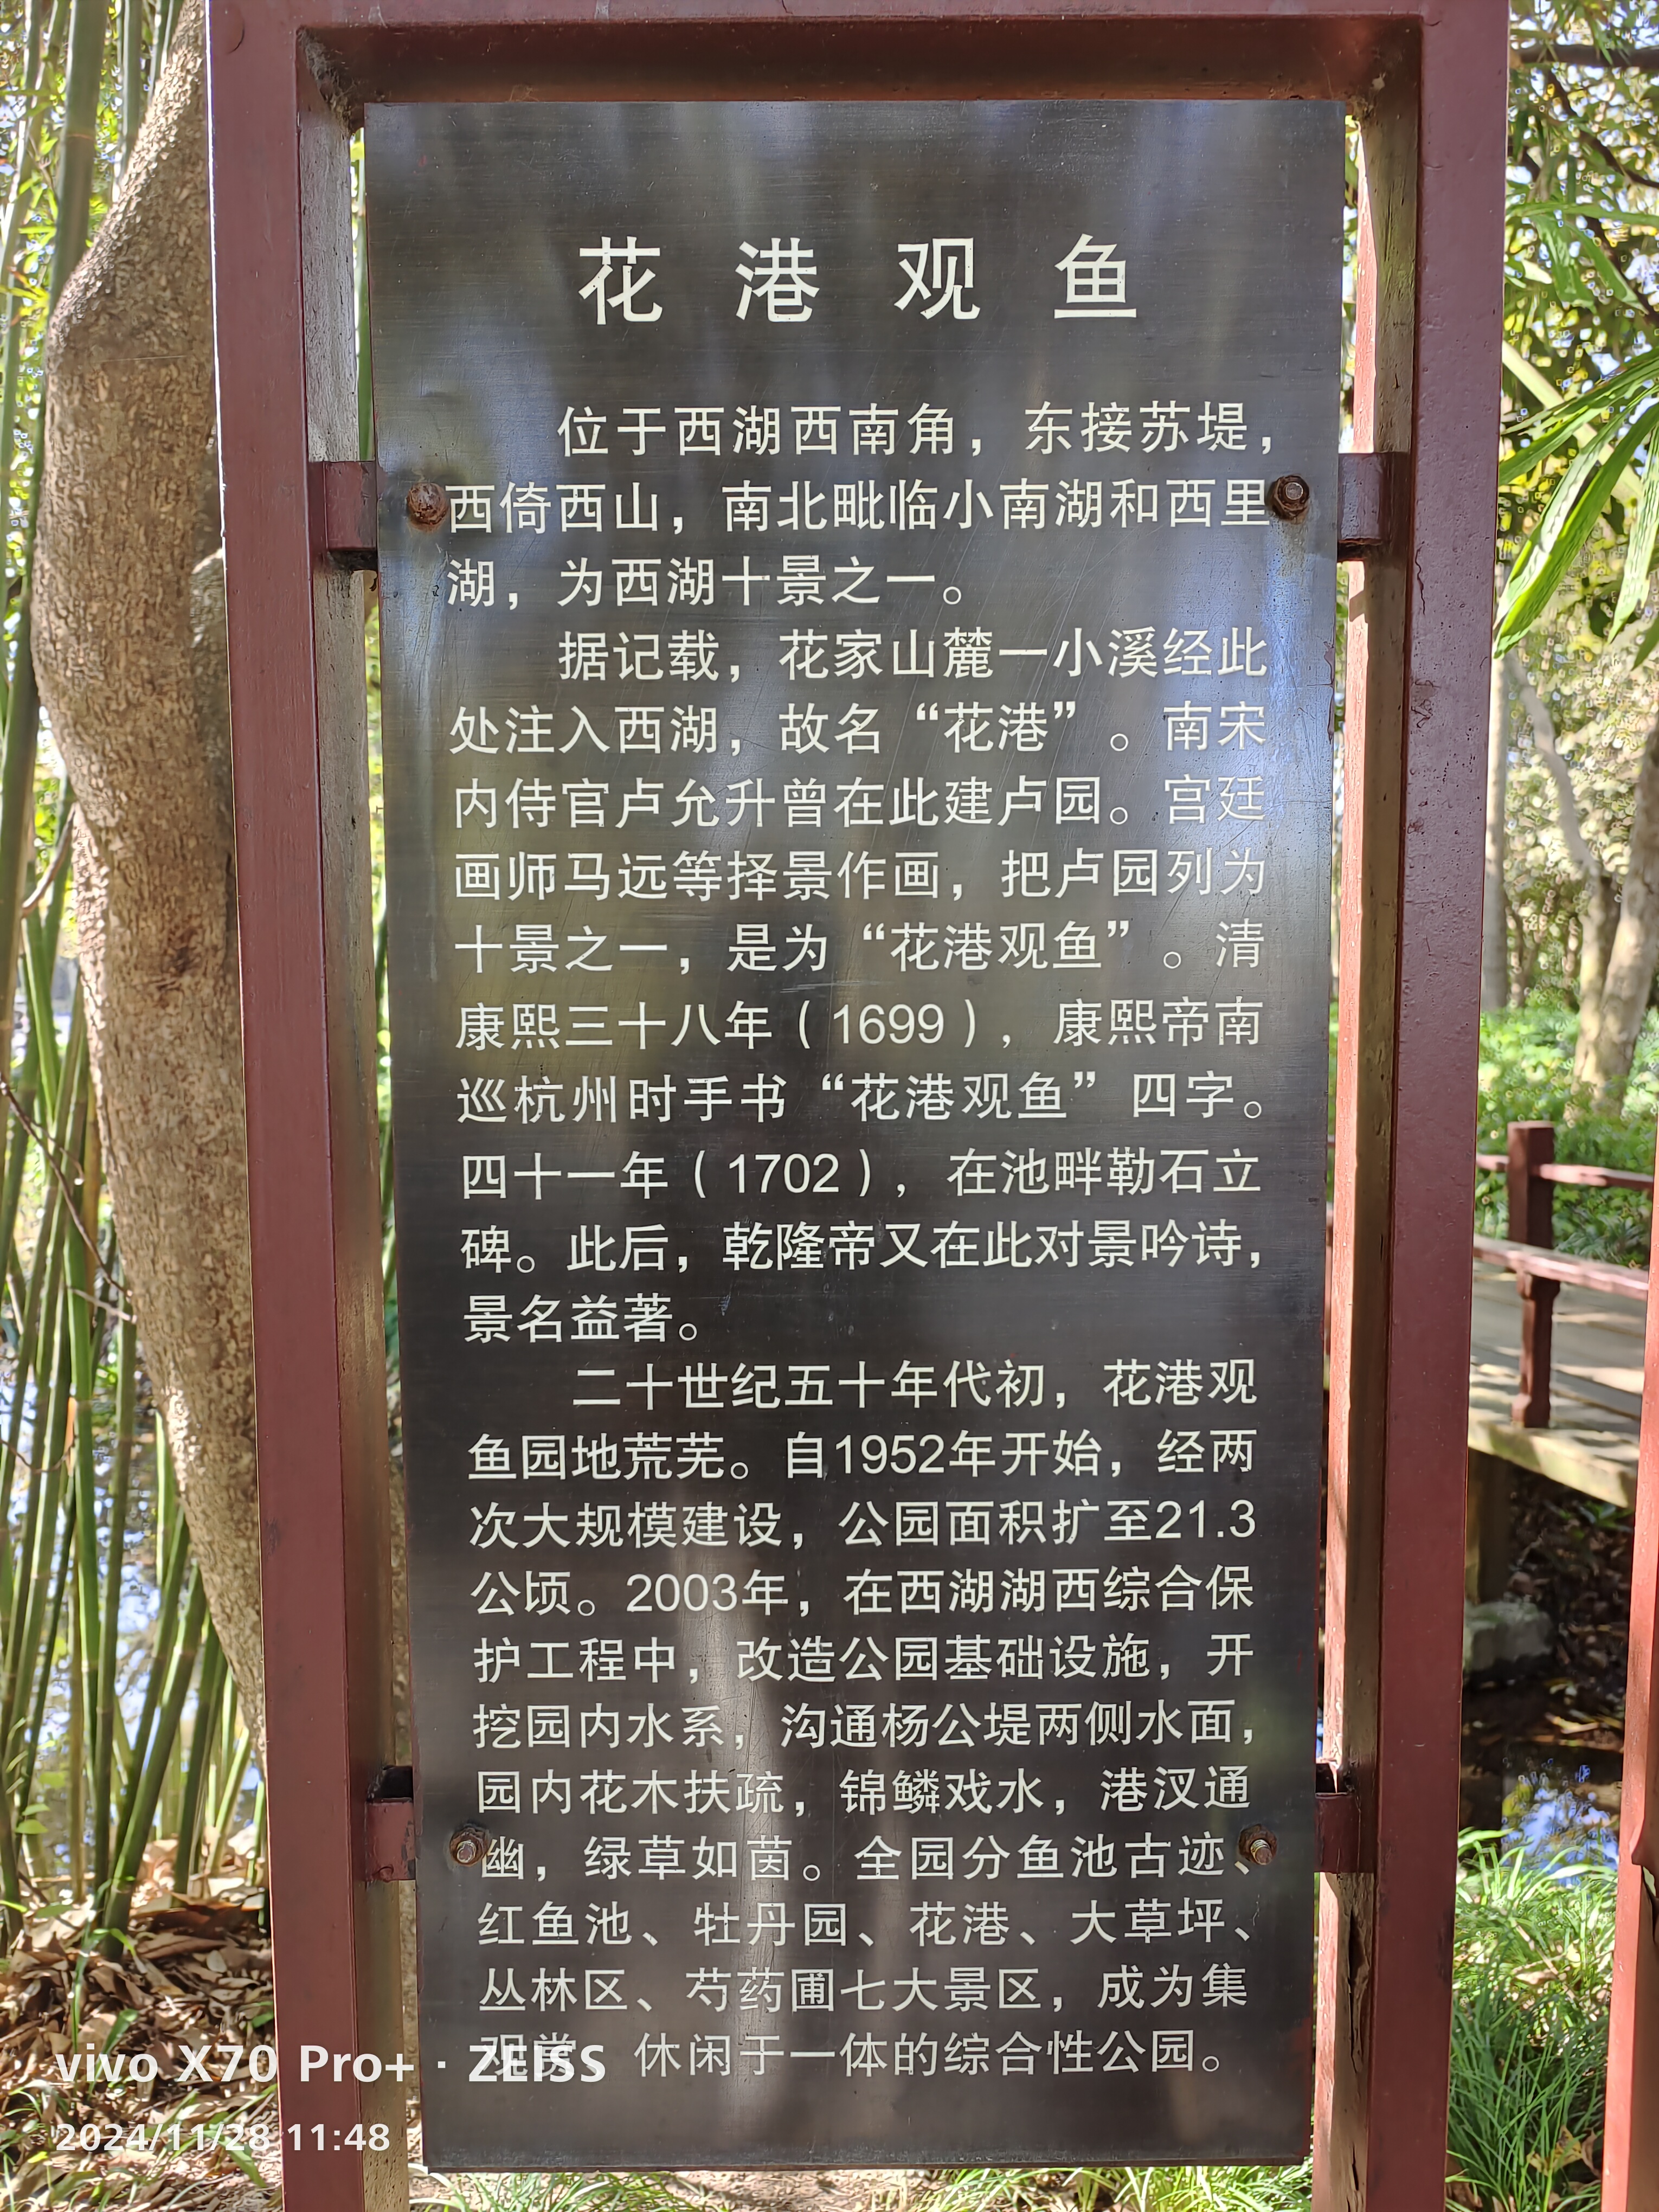 花港观鱼
位于西湖西南角，东接苏堤，
西倚西山，南北毗临小南湖和西里
湖，为西湖十景之一。
据记载，花家山麓一小溪经此
处注入西湖，故名“花港”。南宋
内侍官卢允升曾在此建卢园。宫廷
画师马远等择景作画，把卢园列为
十景之一，是为“花港观鱼”。清
康熙三十八年（1699），康熙帝南
巡杭州时手书“花港观鱼”四字。
四十一年（1702），在池畔勒石立
碑。此后，乾隆帝又在此对景吟诗，
景名益著。
二十世纪五十年代初，花港观
鱼园地荒芜。自1952年开始，经两
次大规模建设，公园面积扩至21.3
公顷。2003年，在西湖湖西综合保
护工程中，改造公园基础设施，开
挖园内水系，沟通杨公堤两侧水面，
园内花木扶疏，锦鳞戏水，港汊通
幽，绿草如茵。全园分鱼池古迹、
红鱼池、牡丹园、花港、大草坪、
丛林区、芍药圃七大景区，成为集
观赏、休闲于一体的综合性公园。
vivo X70 Pro+ · ZEISS
2024/11/28 11:48